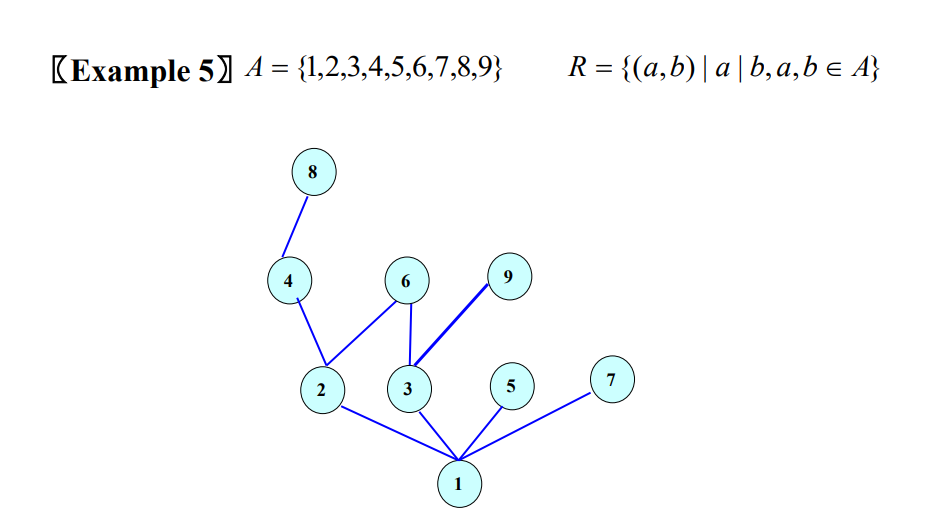 〖Example 5〗 A = {1,2,3,4,5,6,7,8,9} R = {(a,b) | a | b, a,b ∈ A}
8
4 6 9
2 3 5 7
1